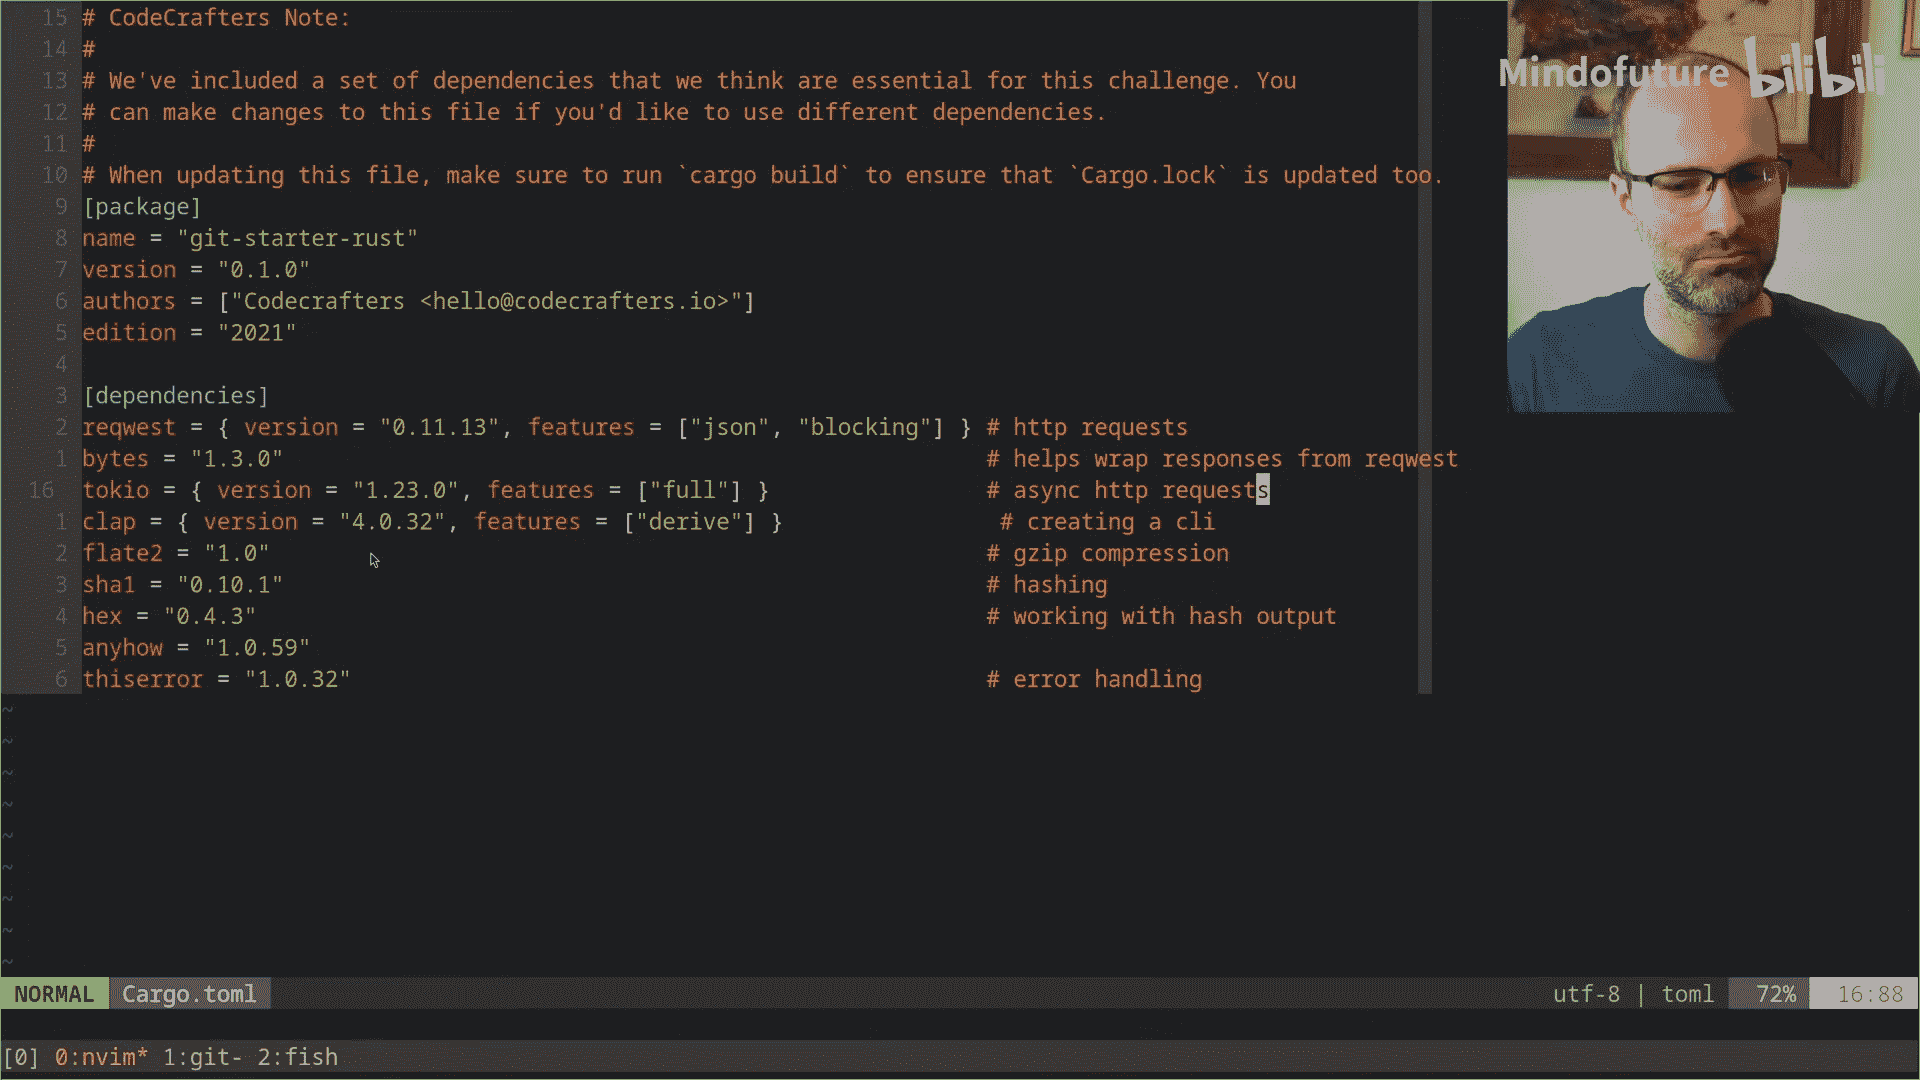 15 # CodeCrafters Note:
14 #
13 # We've included a set of dependencies that we think are essential for this challenge. You
12 # can make changes to this file if you'd like to use different dependencies.
11 #
10 # When updating this file, make sure to run `cargo build` to ensure that `Cargo.lock` is updated too.
9 [package]
8 name = "git-starter-rust"
7 version = "0.1.0"
6 authors = ["Codecrafters <hello@codecrafters.io>"]
5 edition = "2021"
4
3 [dependencies]
2 reqwest = { version = "0.11.13", features = ["json", "blocking"] } # http requests
1 bytes = "1.3.0" # helps wrap responses from reqwest
16 tokio = { version = "1.23.0", features = ["full"] } # async http requests
1 clap = { version = "4.0.32", features = ["derive"] } # creating a cli
2 flate2 = "1.0" # gzip compression
3 sha1 = "0.10.1" # hashing
4 hex = "0.4.3" # working with hash output
5 anyhow = "1.0.59"
6 thiserror = "1.0.32" # error handling
~
~
~
~
~
~
~
~
~
NORMAL Cargo.toml utf-8 | toml 72% 16:88
[0] 0:nvim* 1:git- 2:fish
Mindofuture bilibili